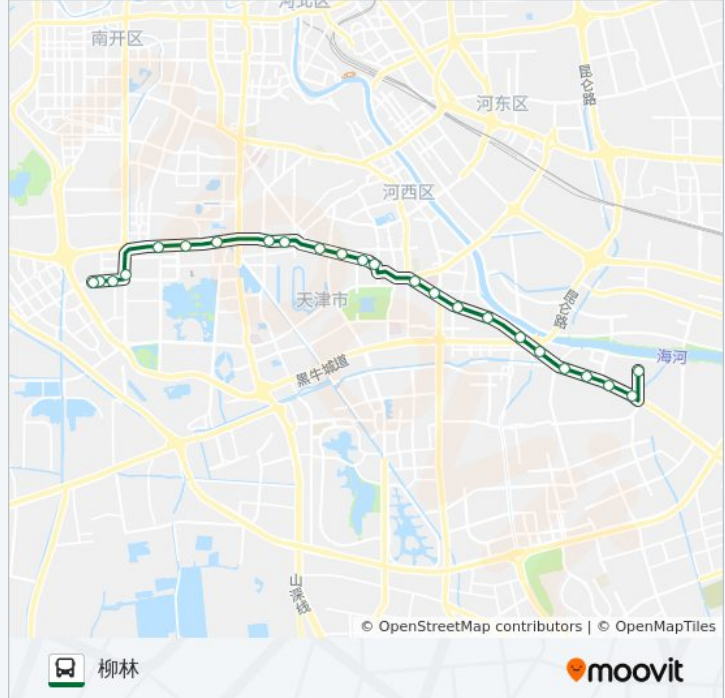 河北区
南开区
昆仑路
河东区
河西区
天津市
昆仑路
海河
黑牛城道
山深线
© OpenStreetMap contributors | © OpenMapTiles
柳林
moovit